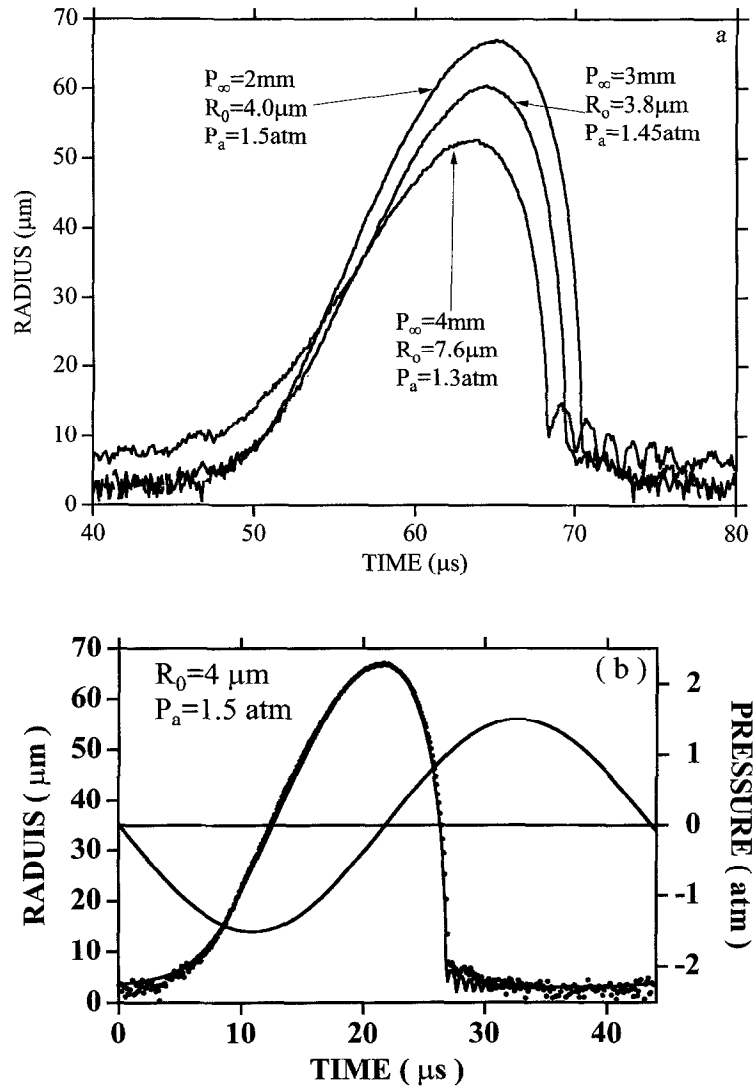 a
70
60
50
40
30
20
10
0
RADIUS (μm)
P∞=2mm
R₀=4.0μm
Pₐ=1.5atm
P∞=3mm
Rₒ=3.8μm
Pₐ=1.45atm
P∞=4mm
Rₒ=7.6μm
Pₐ=1.3atm
40 50 60 70 80
TIME (μs)
(b)
R₀=4 μm
Pₐ=1.5 atm
70
60
50
40
30
20
10
0
RADUIS ( μm )
2
1
0
-1
-2
PRESSURE ( atm )
0 10 20 30 40
TIME ( μs )